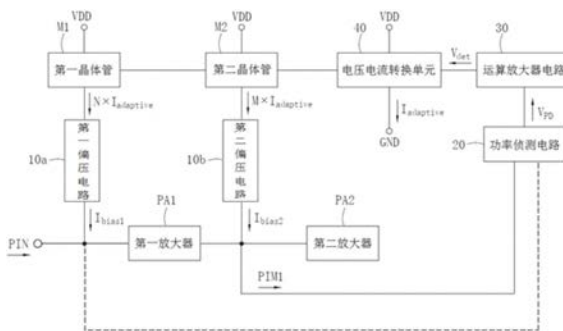 M1 M2 40 30
VDD VDD VDD
第一晶体管 第二晶体管 电压电流转换单元 Vdet 运算放大器电路
N×Iadaptive M×Iadaptive Iadaptive VPD
GND
10a 第一偏压电路 10b 第二偏压电路 20 功率侦测电路
Ibias1 PA1 Ibias2 PA2
PIN 第一放大器 第二放大器
PIM1